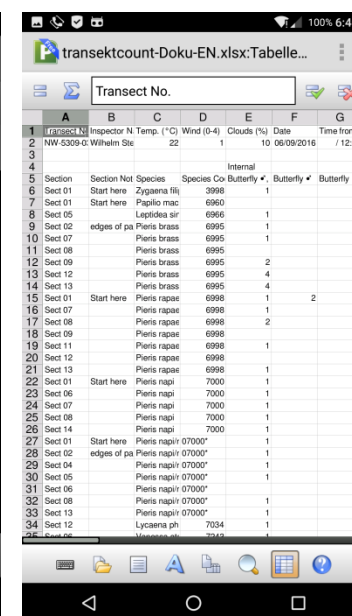 100% 6:4
transektcount-Doku-EN.xlsx:Tabelle...
Transect No.
A B C D E F G
1 Transect N Inspector N Temp. (°C) Wind (0-4) Clouds (%) Date Time from
2 NW-5309-0 Wilhelm Ste 22 1 10 06/09/2016 / 12:
3
4 Internal
5 Section Section Not Species Species Co Butterfly Butterfly Butterfly
6 Sect 01 Start here Zygaena fili 3998 1
7 Sect 01 Start here Papilio mac 6960
8 Sect 05 Leptidea sir 6966 1
9 Sect 02 edges of pa Pieris brass 6995 1
10 Sect 07 Pieris brass 6995 1
11 Sect 08 Pieris brass 6995
12 Sect 09 Pieris brass 6995 2
13 Sect 12 Pieris brass 6995 4
14 Sect 13 Pieris brass 6995 4
15 Sect 01 Start here Pieris rapae 6998 1 2
16 Sect 07 Pieris rapae 6998 1
17 Sect 08 Pieris rapae 6998 2
18 Sect 09 Pieris rapae 6998
19 Sect 11 Pieris rapae 6998 1
20 Sect 12 Pieris rapae 6998
21 Sect 13 Pieris rapae 6998 1
22 Sect 01 Start here Pieris napi 7000 1
23 Sect 06 Pieris napi 7000 1
24 Sect 07 Pieris napi 7000 1
25 Sect 08 Pieris napi 7000 1
26 Sect 14 Pieris napi 7000 1
27 Sect 01 Start here Pieris napi/r 07000* 1
28 Sect 02 edges of pa Pieris napi/r 07000* 1
29 Sect 04 Pieris napi/r 07000* 1
30 Sect 05 Pieris napi/r 07000* 1
31 Sect 06 Pieris napi/r 07000*
32 Sect 08 Pieris napi/r 07000* 1
33 Sect 13 Pieris napi/r 07000* 1
34 Sect 12 Lycaena ph 7034 1